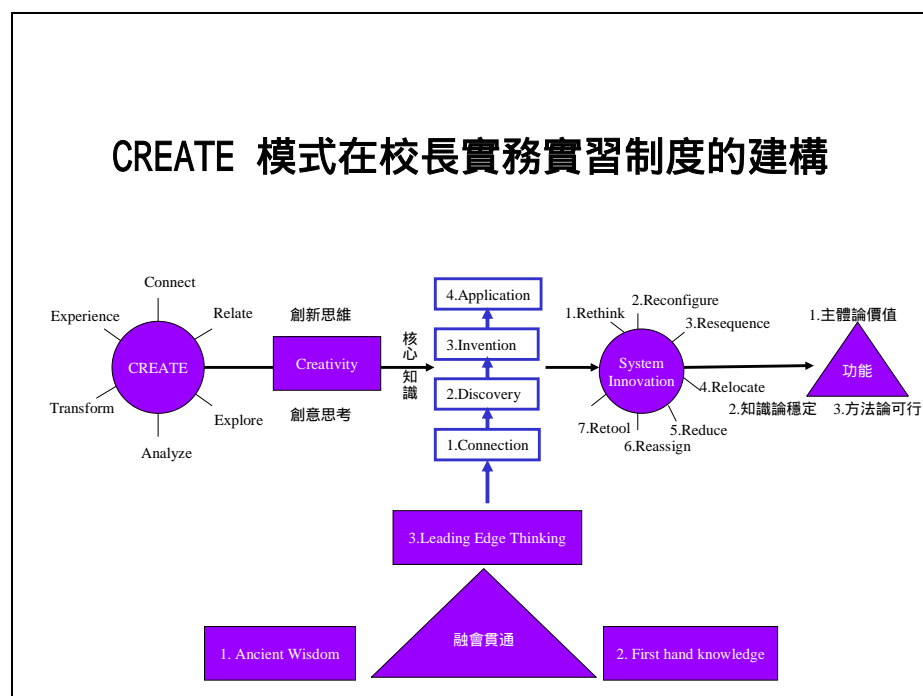 CREATE 模式在校長實務實習制度的建構
Connect
Experience
Relate
CREATE
Transform
Explore
Analyze
創新思維
Creativity
創意思考
核心知識
4.Application
3.Invention
2.Discovery
1.Connection
1.Rethink
2.Reconfigure
3.Resequence
System
Innovation
4.Relocate
5.Reduce
6.Reassign
7.Retool
1.主體論價值
功能
2.知識論穩定
3.方法論可行
3.Leading Edge Thinking
融會貫通
1. Ancient Wisdom
2. First hand knowledge